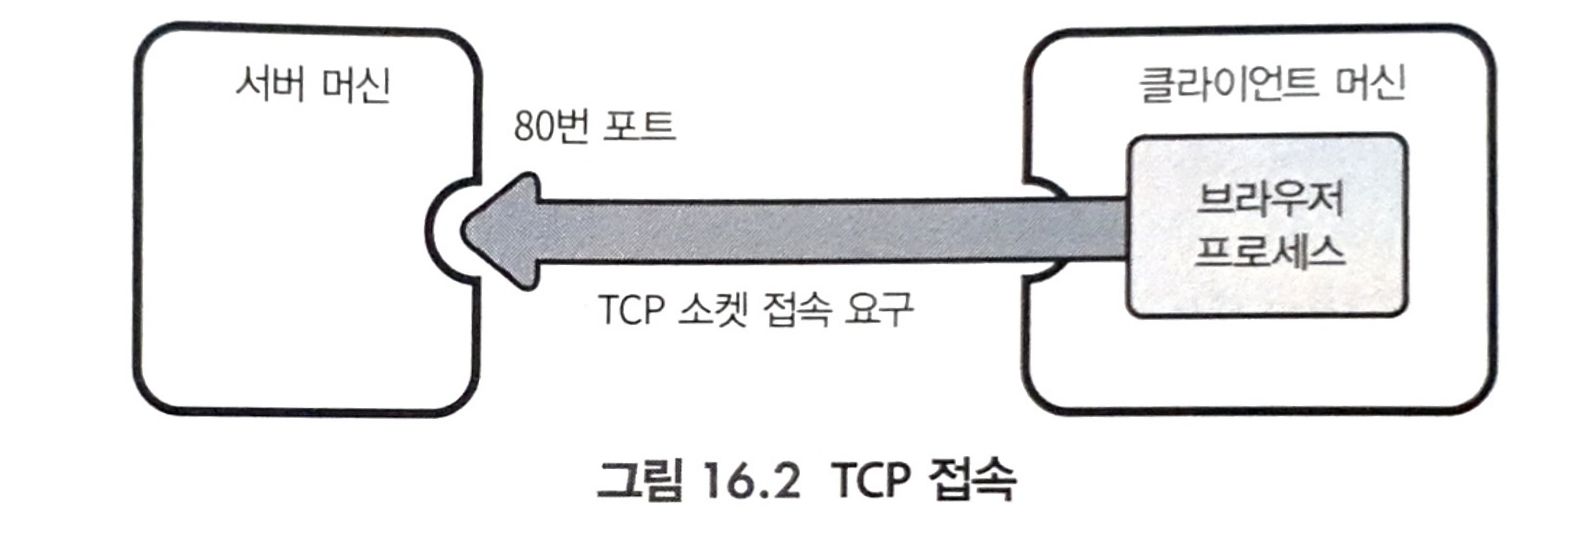 서버 머신
80번 포트
클라이언트 머신
브라우저
프로세스
TCP 소켓 접속 요구
그림 16.2 TCP 접속